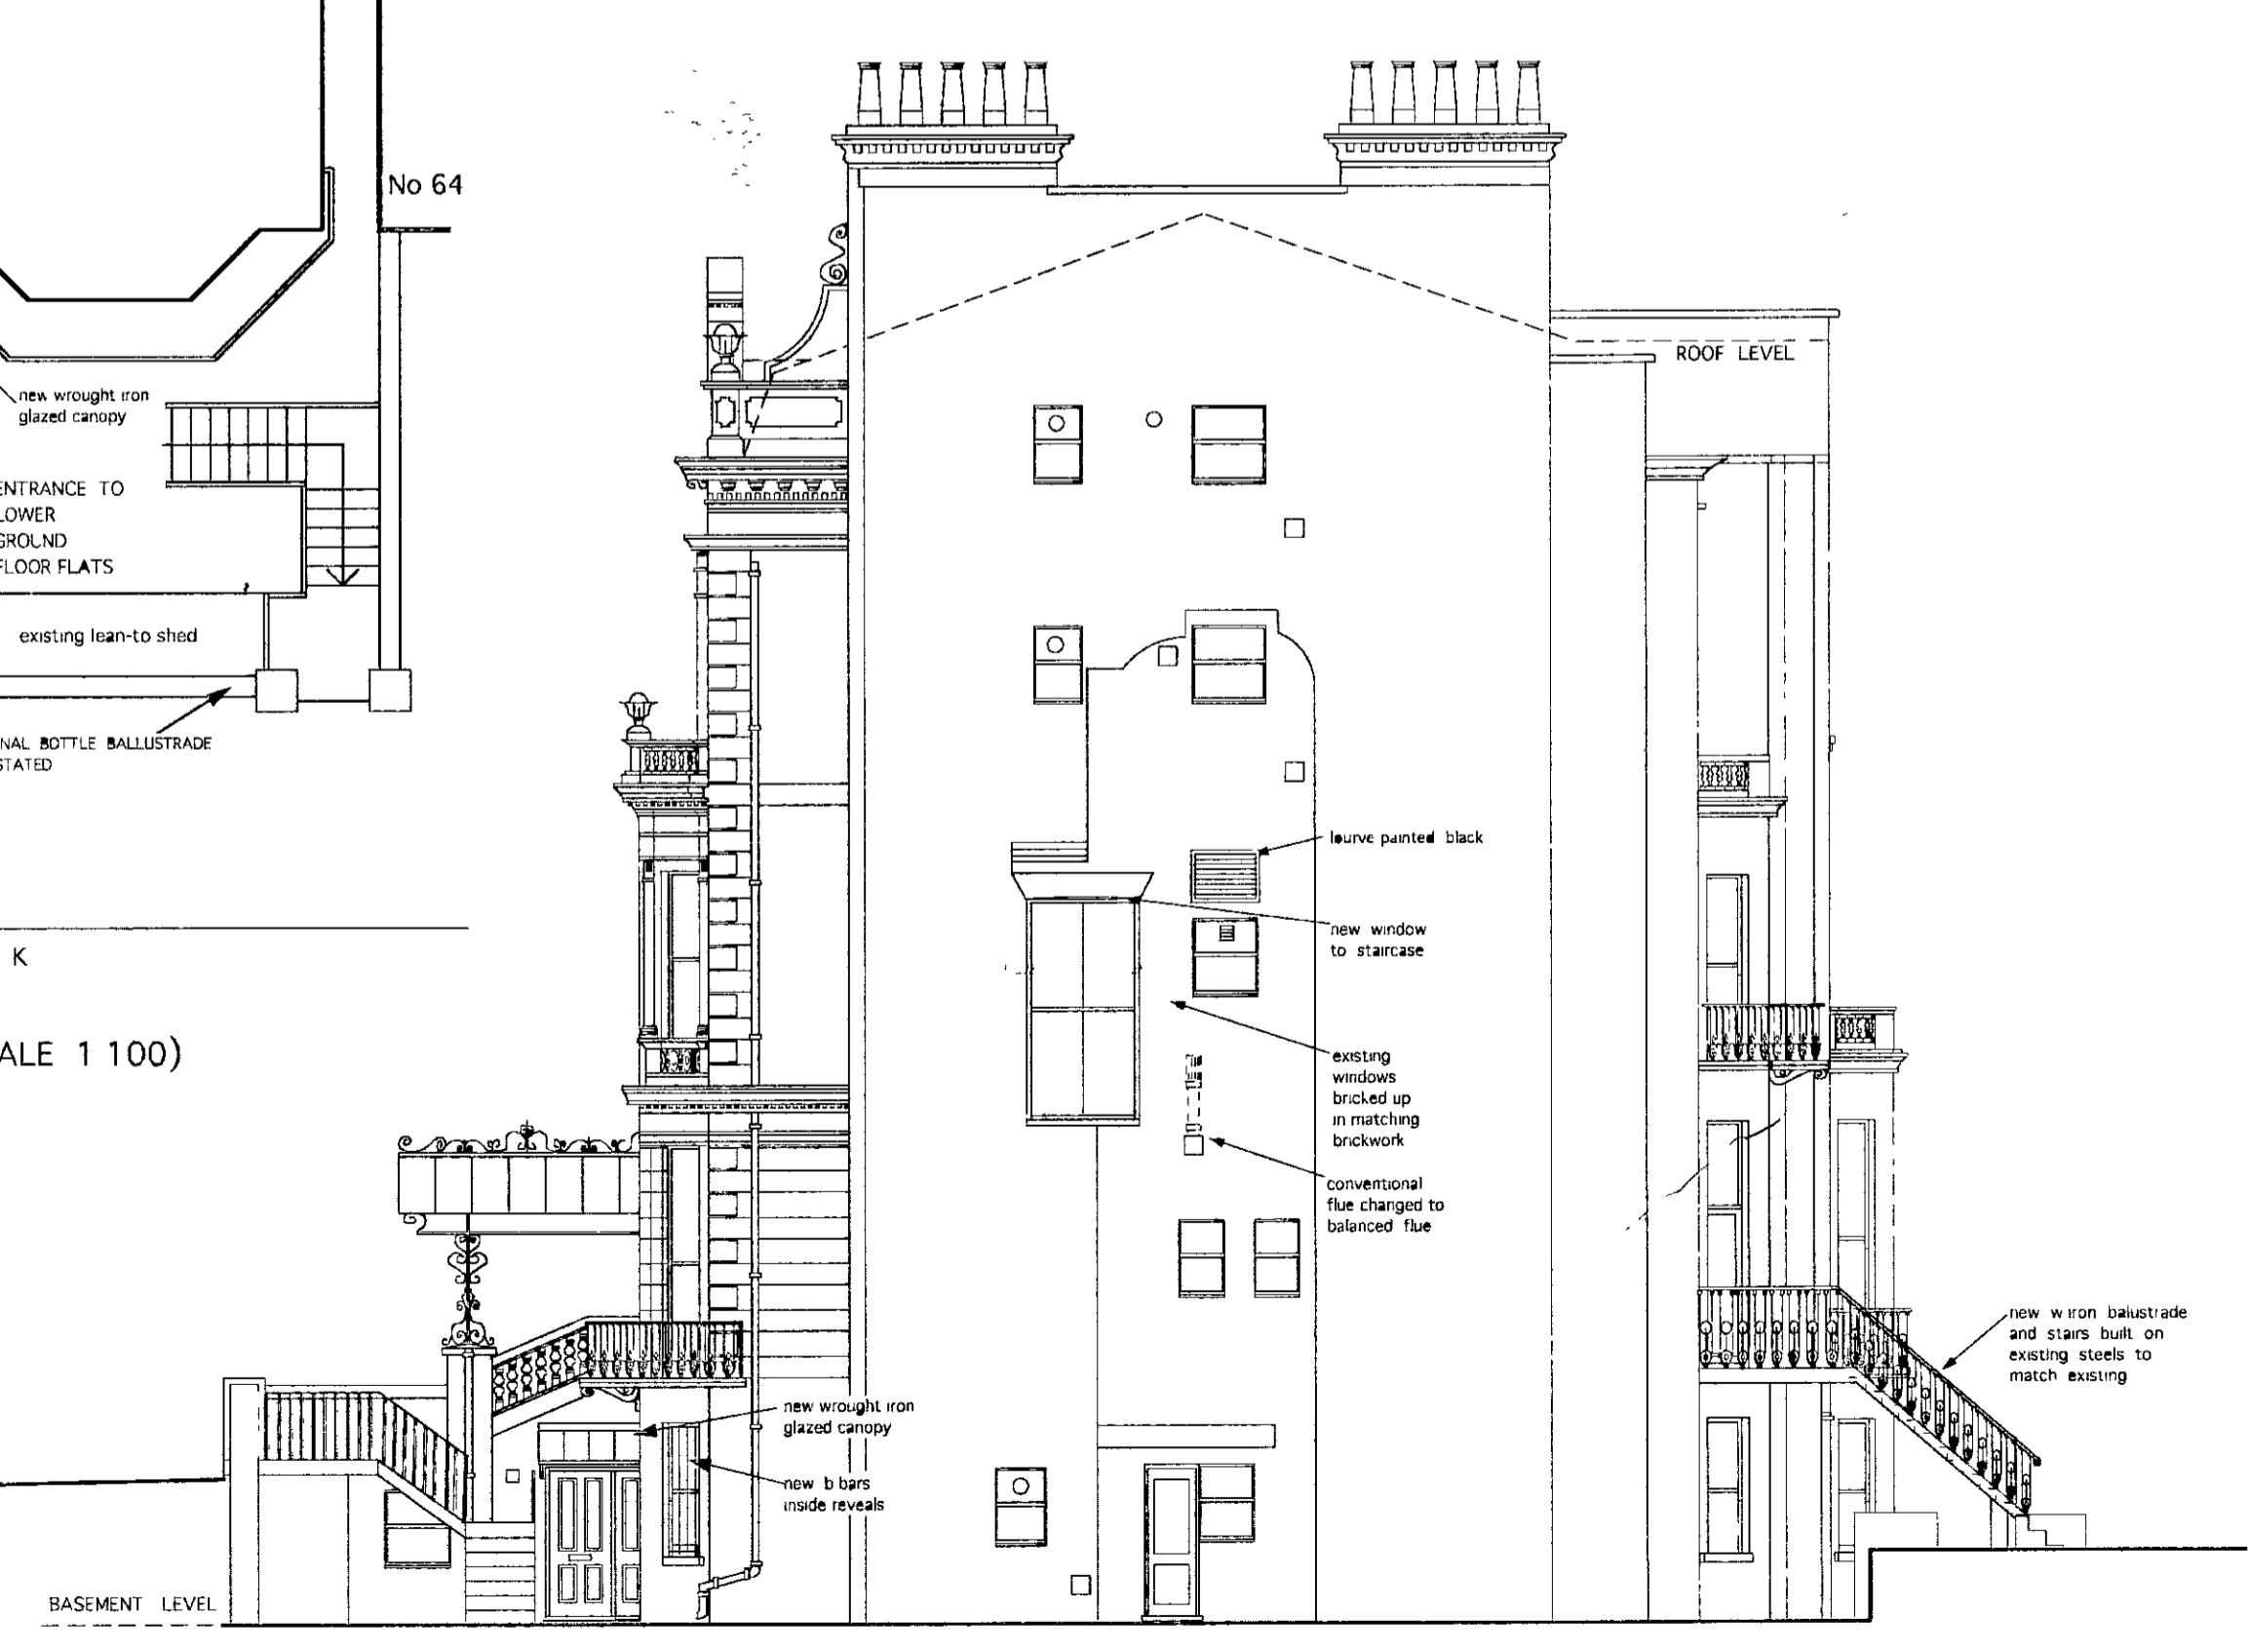 No 64
new wrought iron
glazed canopy
ENTRANCE TO
LOWER
GROUND
FLOOR FLATS
existing lean-to shed
NAL BOTTLE BALLUSTRADE
STATED
K
ALE 1 100)
BASEMENT LEVEL
ROOF LEVEL
lourve painted black
new window
to staircase
existing
windows
bricked up
in matching
brickwork
conventional
flue changed to
balanced flue
new wrought iron
glazed canopy
new b bars
inside reveals
new w iron balustrade
and stairs built on
existing steels to
match existing